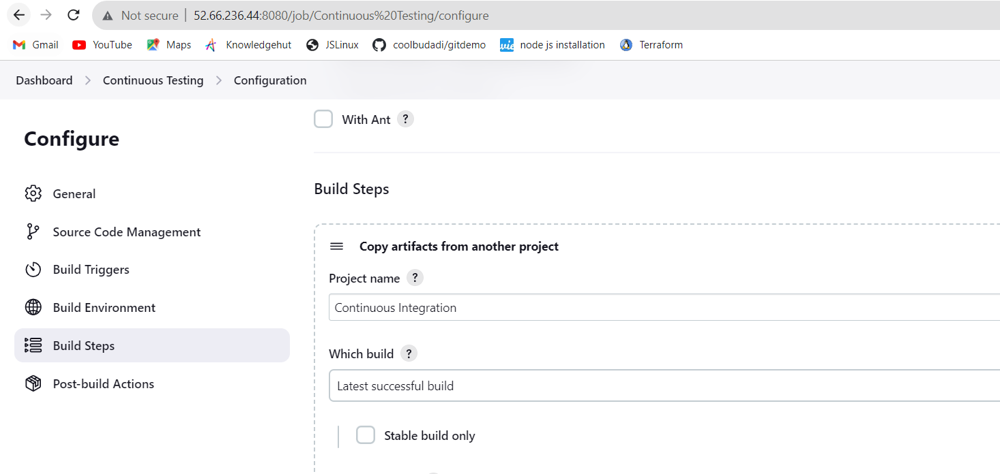 Not secure 52.66.236.44:8080/job/Continuous%20Testing/configure
Gmail YouTube Maps Knowledgehut JSLinux coolbudadi/gitdemo node js installation Terraform
Dashboard Continuous Testing Configuration
With Ant ?
Configure
Build Steps
General
Source Code Management
Copy artifacts from another project
Build Triggers
Project name ?
Build Environment
Continuous Integration
Build Steps
Which build ?
Post-build Actions
Latest successful build
Stable build only